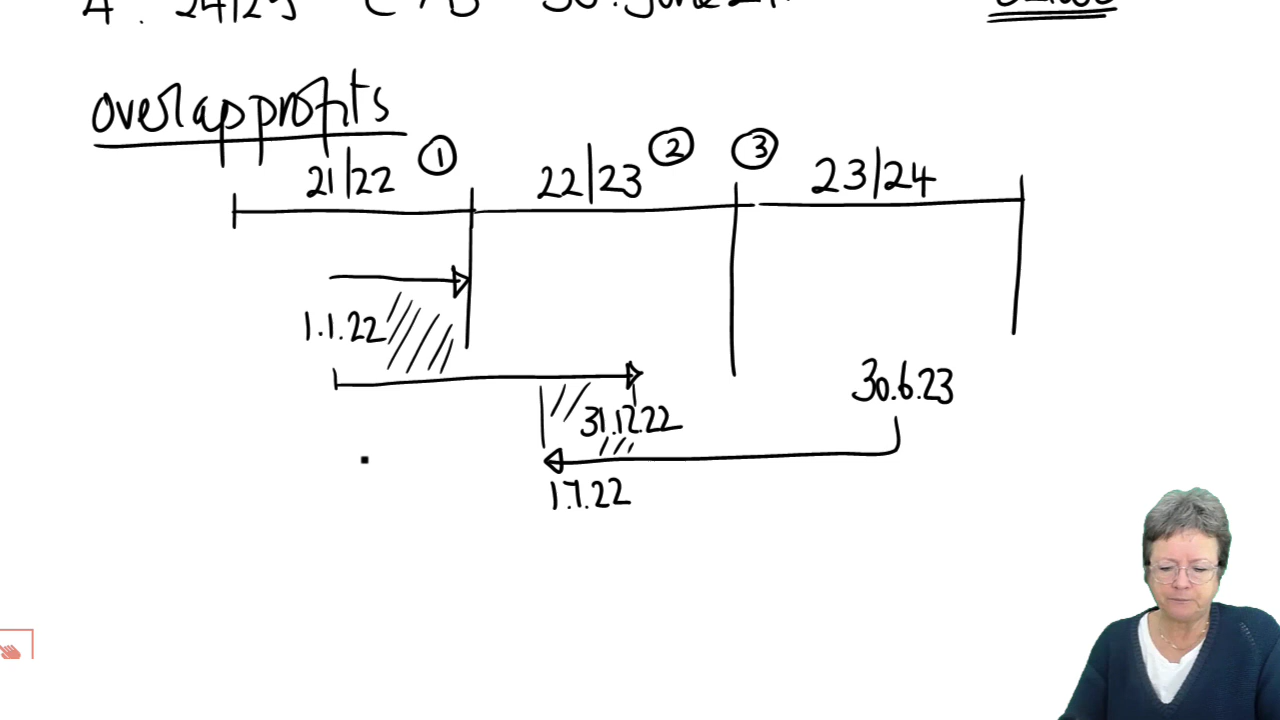 overlap profits
21/22 ① 22/23 ② ③ 23/24
1.1.22
30.6.23
31.12.22
1.7.22